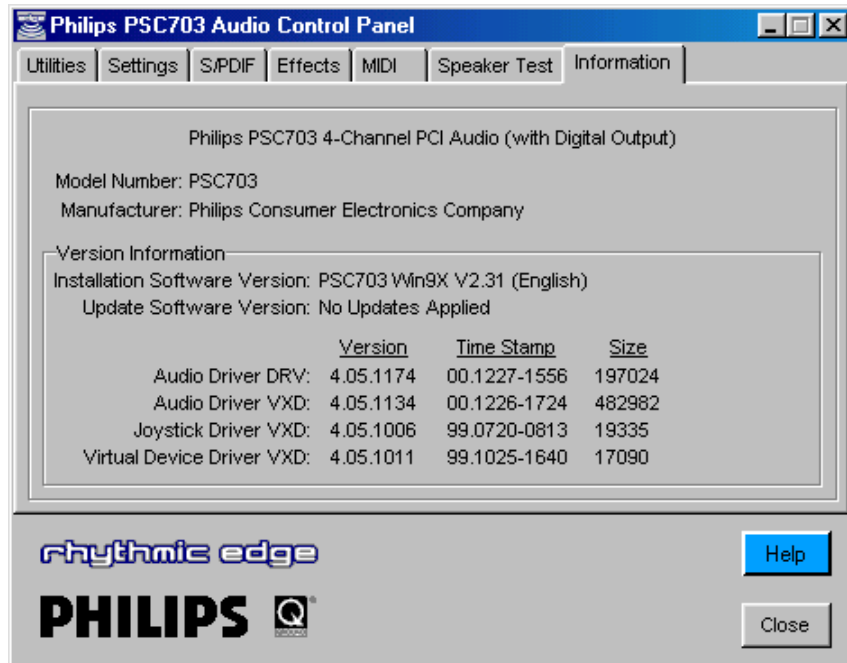 Philips PSC703 Audio Control Panel
Utilities Settings S/PDIF Effects MIDI Speaker Test Information
Philips PSC703 4-Channel PCI Audio (with Digital Output)
Model Number: PSC703
Manufacturer: Philips Consumer Electronics Company
Version Information
Installation Software Version: PSC703 Win9X V2.31 (English)
Update Software Version: No Updates Applied
Version Time Stamp Size
Audio Driver DRV: 4.05.1174 00.1227-1556 197024
Audio Driver VXD: 4.05.1134 00.1226-1724 482982
Joystick Driver VXD: 4.05.1006 99.0720-0813 19335
Virtual Device Driver VXD: 4.05.1011 99.1025-1640 17090
rhythmic edge
Help
PHILIPS Q
Close